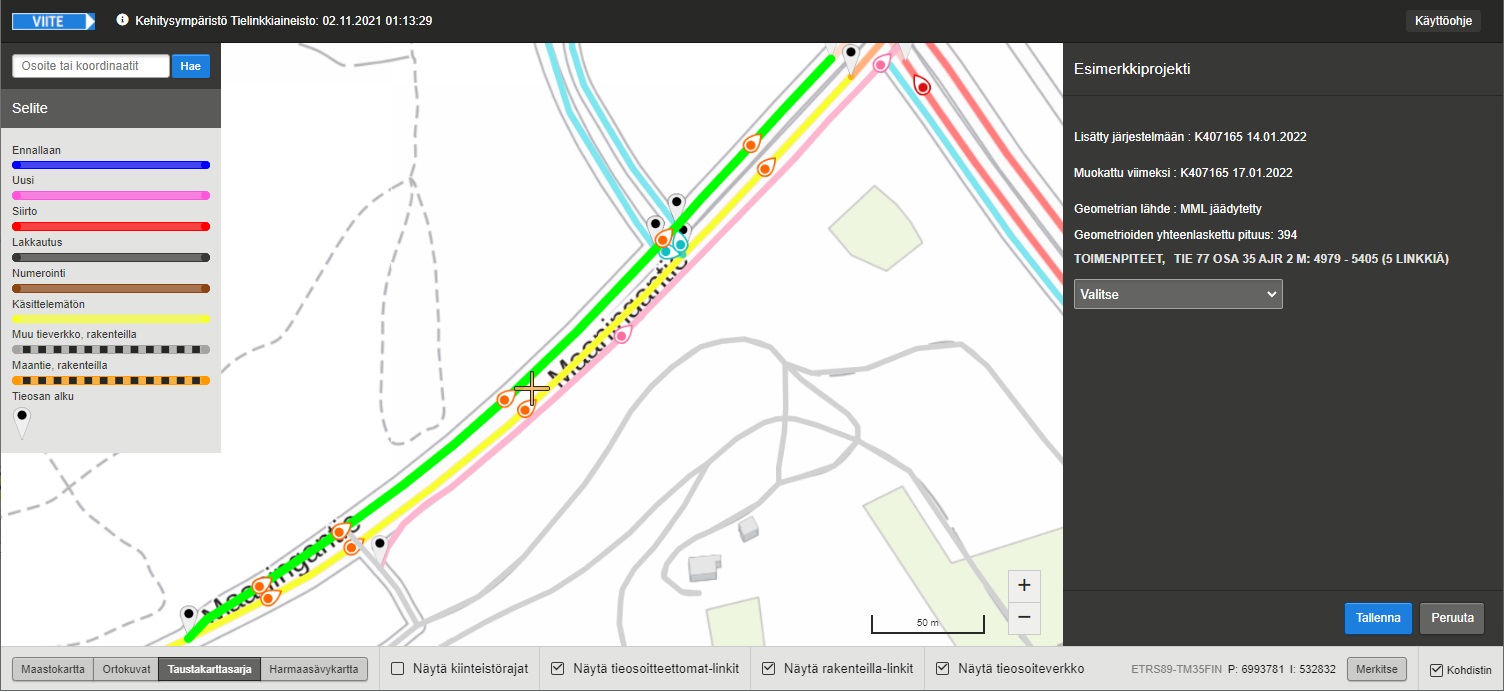 VIITE
Kehitysympäristö Tielinkkiaineisto: 02.11.2021 01:13:29
Käyttöohje
Osoite tai koordinaatit
Hae
Selite
Ennallaan
Uusi
Siirto
Lakkautus
Numerointi
Käsittelemätön
Muu tieverkko, rakenteilla
Maantie, rakenteilla
Tieosan alku
50 m
+
−
Esimerkkiprojekti
Lisätty järjestelmään : K407165 14.01.2022
Muokattu viimeksi : K407165 17.01.2022
Geometrian lähde : MML jäädytetty
Geometrioiden yhteenlaskettu pituus: 394
TOIMENPITEET, TIE 77 OSA 35 AJR 2 M: 4979 - 5405 (5 LINKKIÄ)
Valitse
Tallenna
Peruuta
Maastokartta
Ortokuvat
Taustakarttasarja
Harmaasävykartta
Näytä kiinteistörajat
Näytä tieosoitteettomat-linkit
Näytä rakenteilla-linkit
Näytä tieosoiteverkko
ETRS89-TM35FIN P: 6993781 I: 532832
Merkitse
Kohdistin